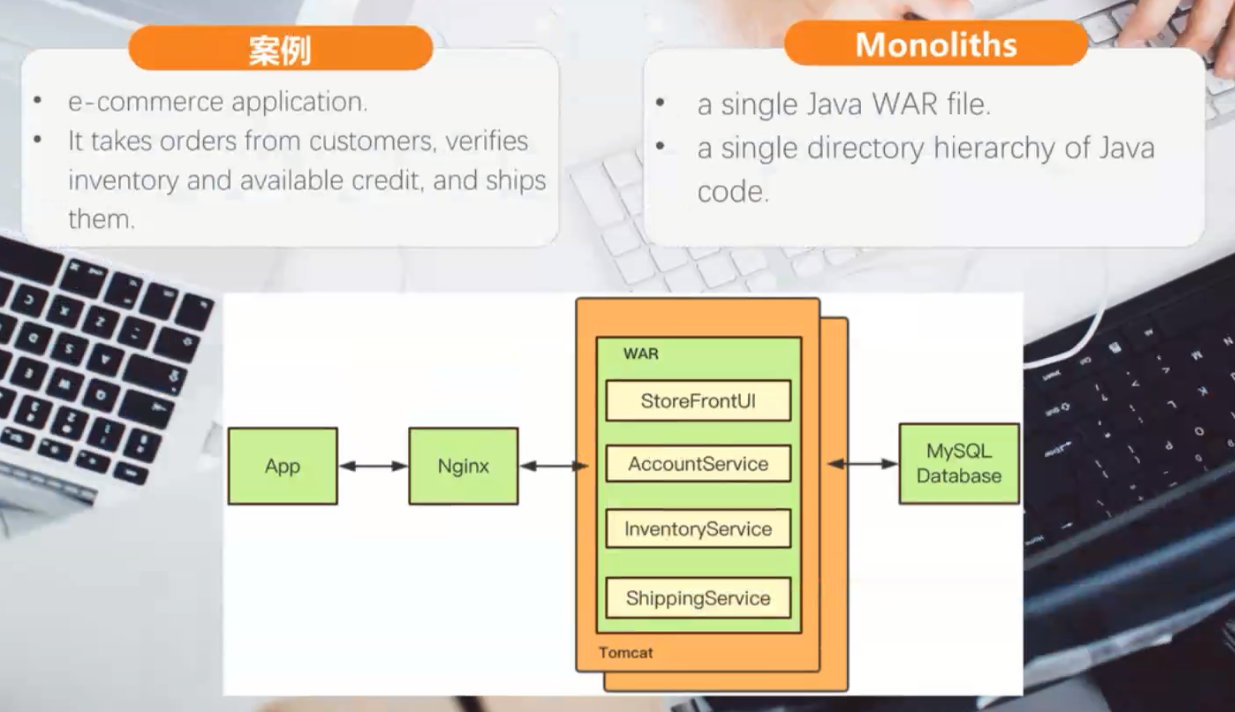 案例
• e-commerce application.
• It takes orders from customers, verifies
inventory and available credit, and ships
them.
Monoliths
• a single Java WAR file.
• a single directory hierarchy of Java
code.
App
Nginx
WAR
StoreFrontUI
AccountService
InventoryService
ShippingService
Tomcat
MySQL
Database